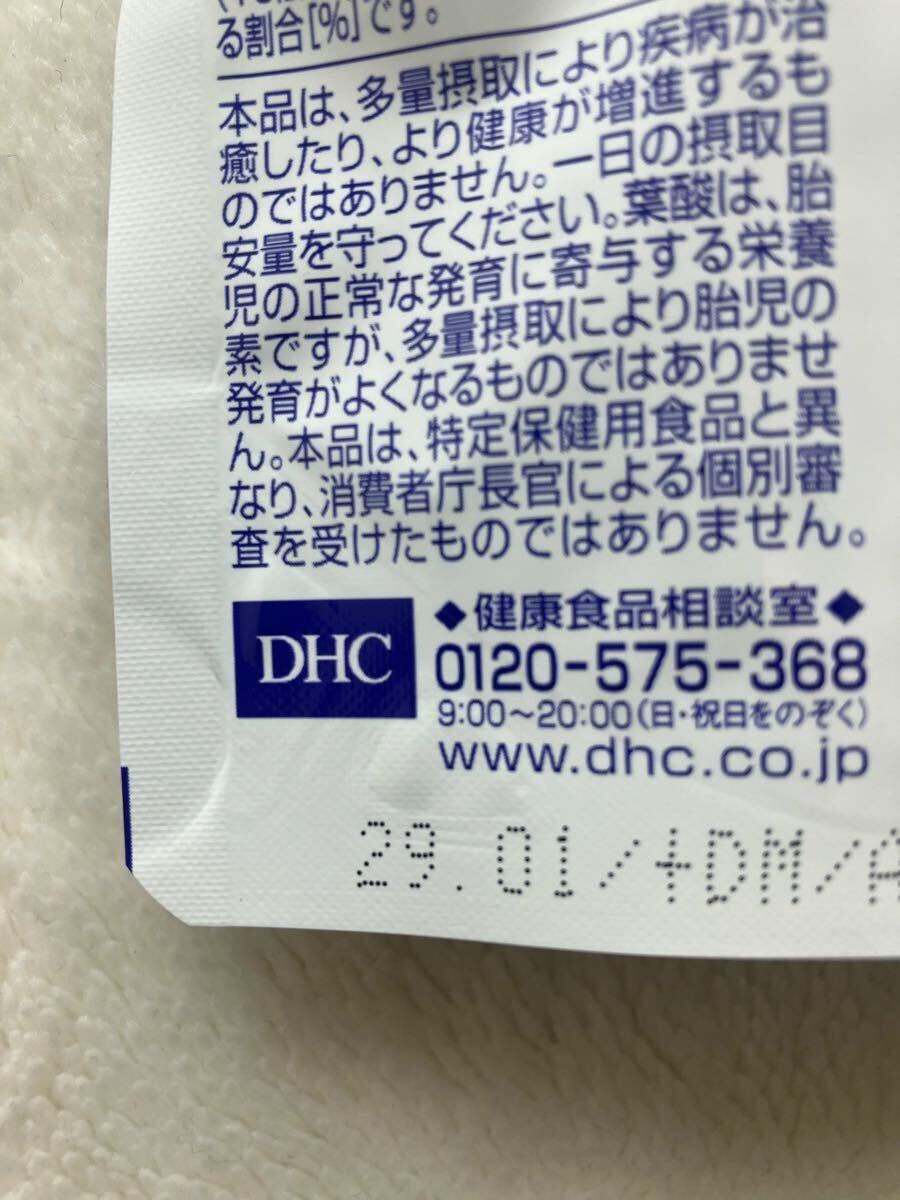 る割合[%]です。
本品は、多量摂取により疾病が治
癒したり、より健康が増進するも
のではありません。一日の摂取目
安量を守ってください。葉酸は、胎
児の正常な発育に寄与する栄養
素ですが、多量摂取により胎児の
発育がよくなるものではありませ
ん。本品は、特定保健用食品と異
なり、消費者庁長官による個別審
査を受けたものではありません。
DHC
◆健康食品相談室◆
0120-575-368
9:00〜20:00(日・祝日をのぞく)
www.dhc.co.jp
29.01/+DM/A